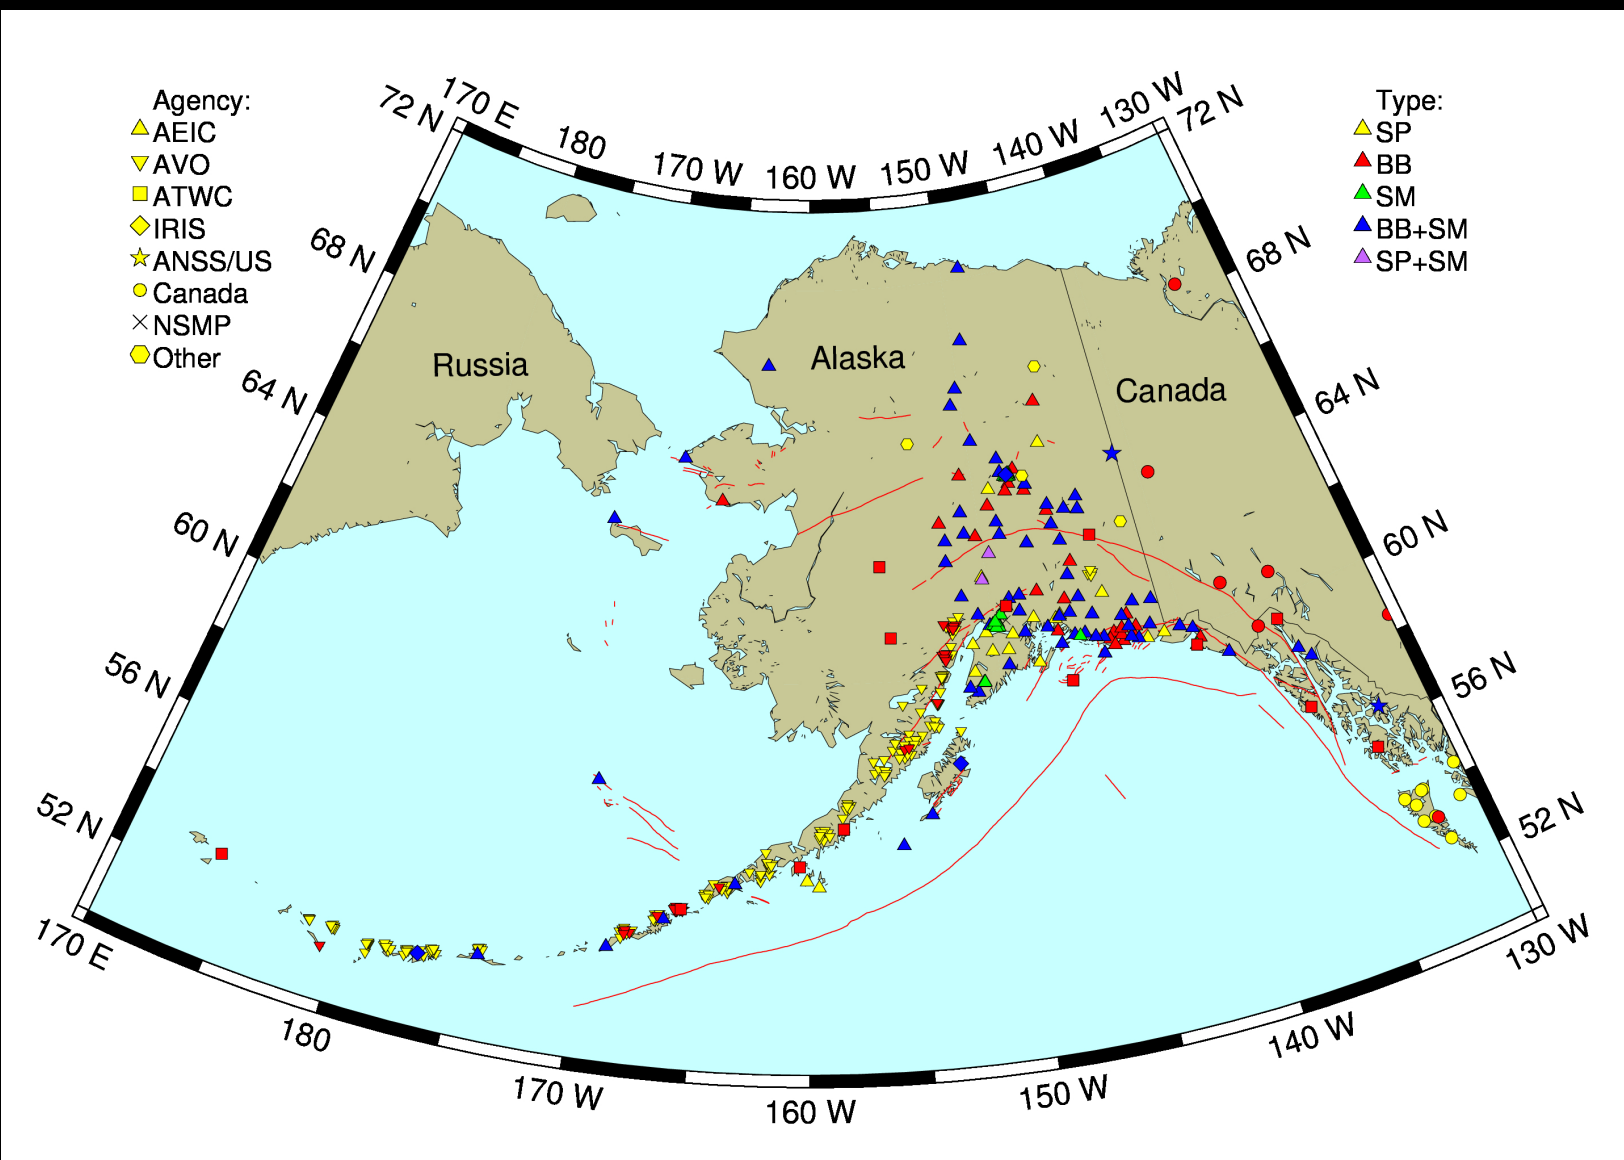 Agency:
AEIC
AVO
ATWC
IRIS
ANSS/US
Canada
NSMP
Other
Type:
SP
BB
SM
BB+SM
SP+SM
170 E
180
170 W
160 W
150 W
140 W
130 W
72 N
72 N
68 N
68 N
64 N
64 N
60 N
60 N
56 N
56 N
52 N
52 N
Russia
Alaska
Canada
170 E
180
170 W
160 W
150 W
140 W
130 W